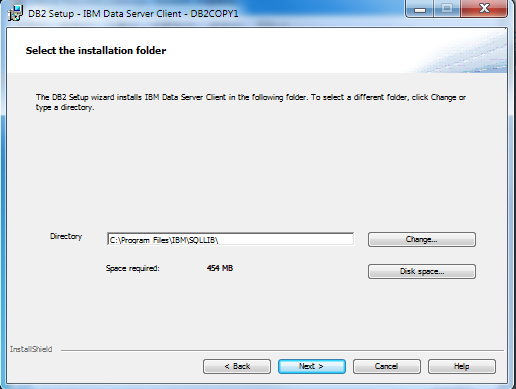 DB2 Setup - IBM Data Server Client - DB2COPY1
Select the installation folder
The DB2 Setup wizard installs IBM Data Server Client in the following folder. To select a different folder, click Change or
type a directory.
Directory
C:\Program Files\IBM\SQLLIB\
Change...
Space required:
454 MB
Disk space...
InstallShield
< Back
Next >
Cancel
Help